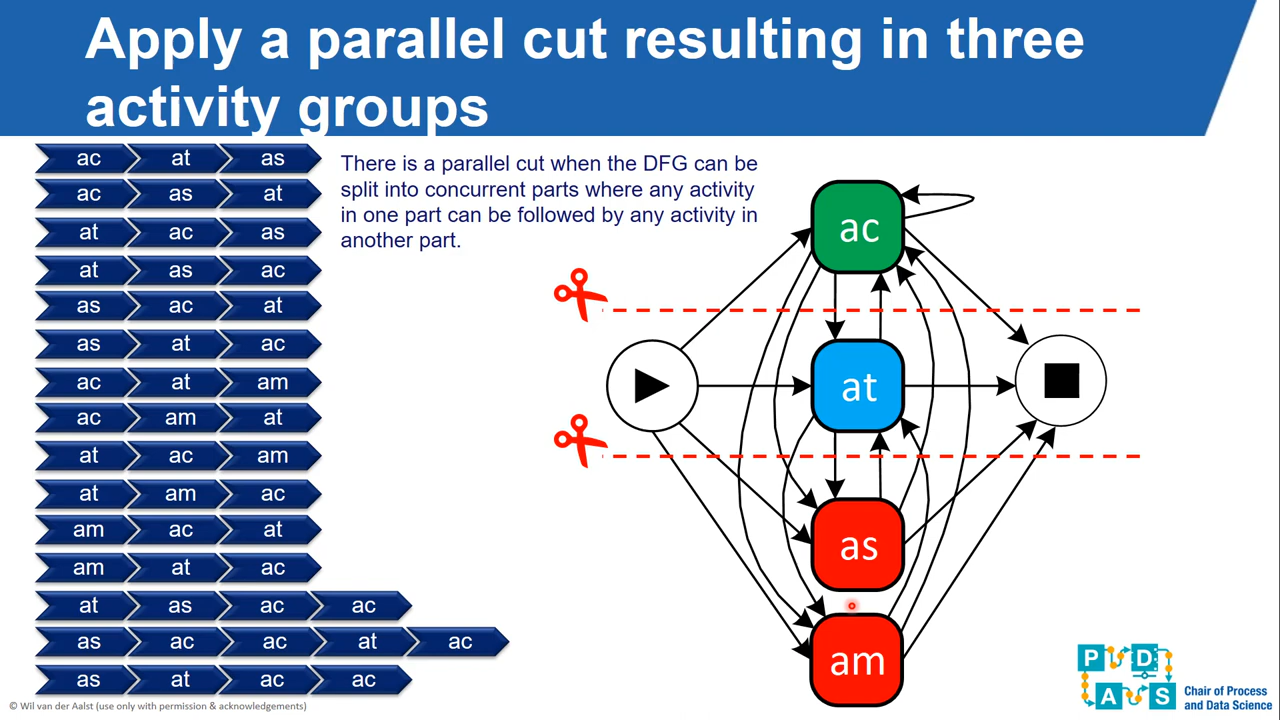 Apply a parallel cut resulting in three
activity groups
ac at as
ac as at
at ac as
at as ac
as ac at
as at ac
ac at am
ac am at
at ac am
at am ac
am ac at
am at ac
at as ac ac
as ac ac at ac
as at ac ac
There is a parallel cut when the DFG can be
split into concurrent parts where any activity
in one part can be followed by any activity in
another part.
ac
at
as
am
© Wil van der Aalst (use only with permission & acknowledgements)
P D
A S
Chair of Process
and Data Science